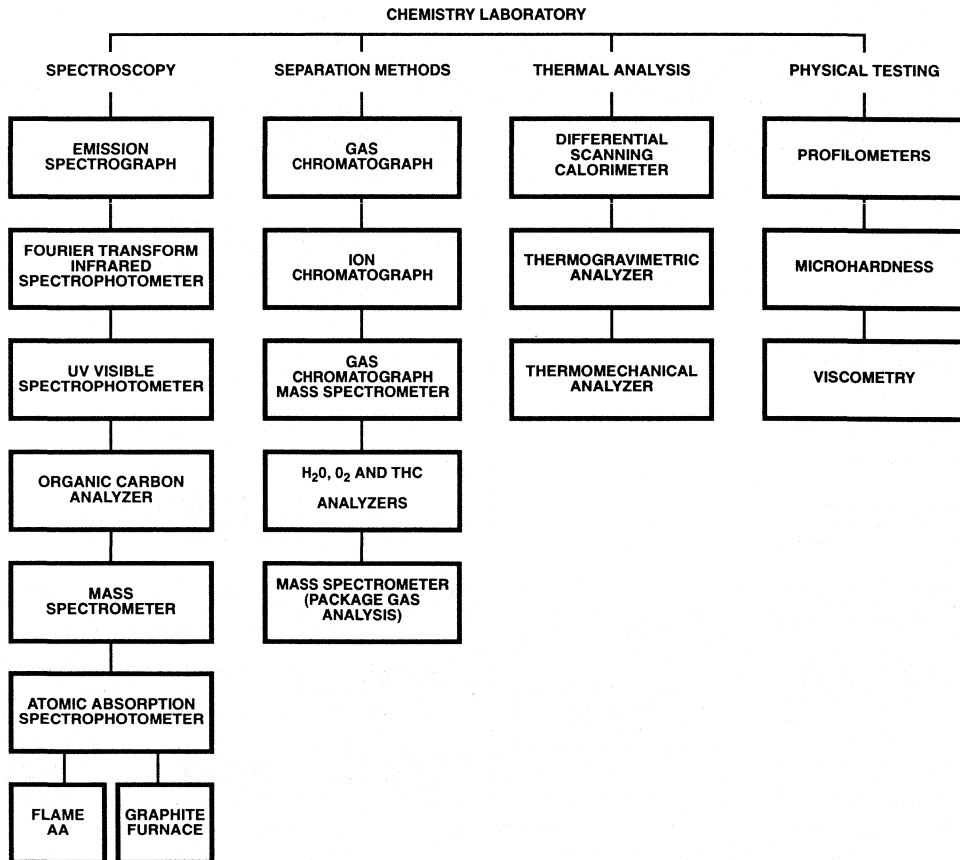 CHEMISTRY LABORATORY
SPECTROSCOPY
EMISSION
SPECTROGRAPH
FOURIER TRANSFORM
INFRARED
SPECTROPHOTOMETER
UV VISIBLE
SPECTROPHOTOMETER
ORGANIC CARBON
ANALYZER
MASS
SPECTROMETER
ATOMIC ABSORPTION
SPECTROPHOTOMETER
FLAME
AA
GRAPHITE
FURNACE
SEPARATION METHODS
GAS
CHROMATOGRAPH
ION
CHROMATOGRAPH
GAS
CHROMATOGRAPH
MASS SPECTROMETER
H₂0, 0₂ AND THC
ANALYZERS
MASS SPECTROMETER
(PACKAGE GAS
ANALYSIS)
THERMAL ANALYSIS
DIFFERENTIAL
SCANNING
CALORIMETER
THERMOGRAVIMETRIC
ANALYZER
THERMOMECHANICAL
ANALYZER
PHYSICAL TESTING
PROFILOMETERS
MICROHARDNESS
VISCOMETRY